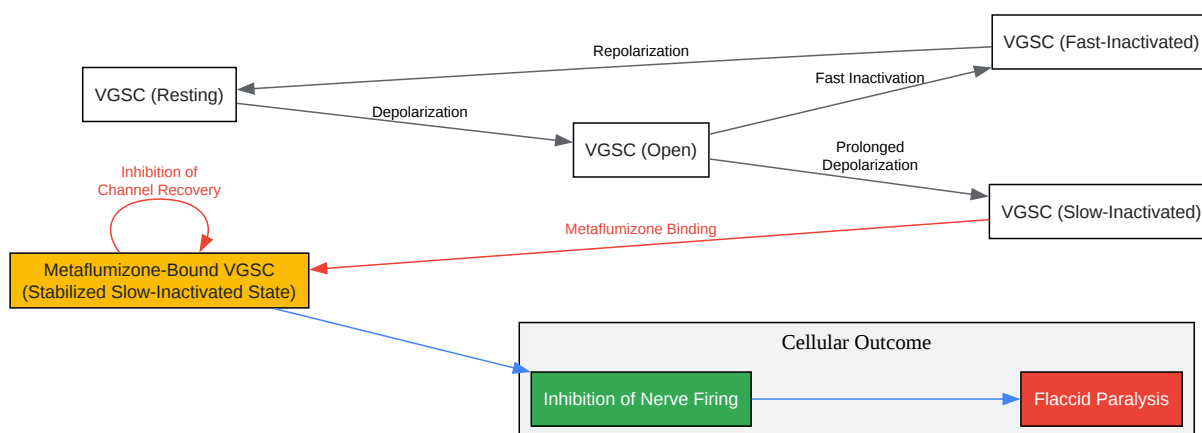 VGSC (Fast-Inactivated)
Repolarization
Fast Inactivation
VGSC (Resting)
Depolarization
VGSC (Open)
Prolonged
Depolarization
Inhibition of
Channel Recovery
VGSC (Slow-Inactivated)
Metaflumizone Binding
Metaflumizone-Bound VGSC
(Stabilized Slow-Inactivated State)
Cellular Outcome
Inhibition of Nerve Firing
Flaccid Paralysis